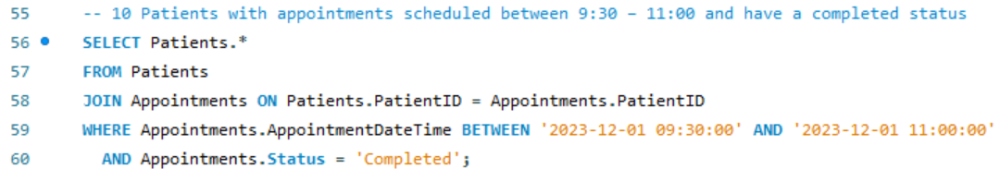 55 -- 10 Patients with appointments scheduled between 9:30 – 11:00 and have a completed status
56 SELECT Patients.*
57 FROM Patients
58 JOIN Appointments ON Patients.PatientID = Appointments.PatientID
59 WHERE Appointments.AppointmentDateTime BETWEEN '2023-12-01 09:30:00' AND '2023-12-01 11:00:00'
60 AND Appointments.Status = 'Completed';